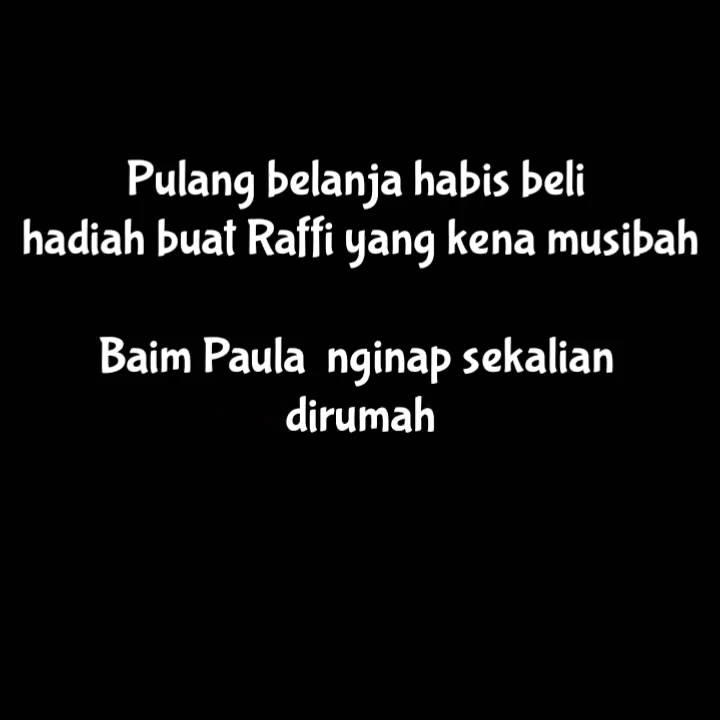 Pulang belanja habis beli
hadiah buat Raffi yang kena musibah
Baim Paula  nginap sekalian
dirumah